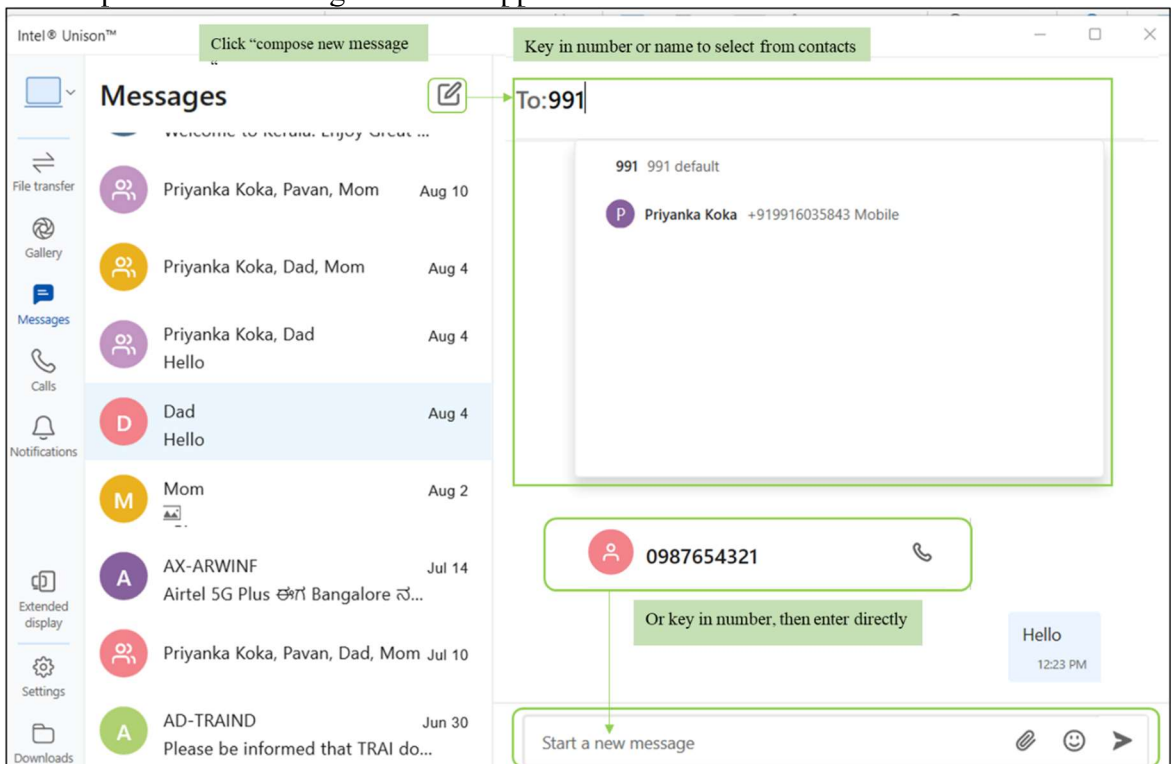 Intel® Unison™
Click “compose new message
“
Key in number or name to select from contacts
File transfer
Gallery
Messages
Calls
Notifications
Extended
display
Settings
Downloads
Messages
Welcome to Kerala. Enjoy Great ...
Priyanka Koka, Pavan, Mom Aug 10
Priyanka Koka, Dad, Mom Aug 4
Priyanka Koka, Dad Aug 4
Hello
D Dad Aug 4
Hello
M Mom Aug 2
A AX-ARWINF Jul 14
Airtel 5G Plus ಈಗ Bangalore ನ...
Priyanka Koka, Pavan, Dad, Mom Jul 10
A AD-TRAIND Jun 30
Please be informed that TRAI do...
To:991
991 991 default
P Priyanka Koka +919916035843 Mobile
0987654321
Or key in number, then enter directly
Hello
12:23 PM
Start a new message